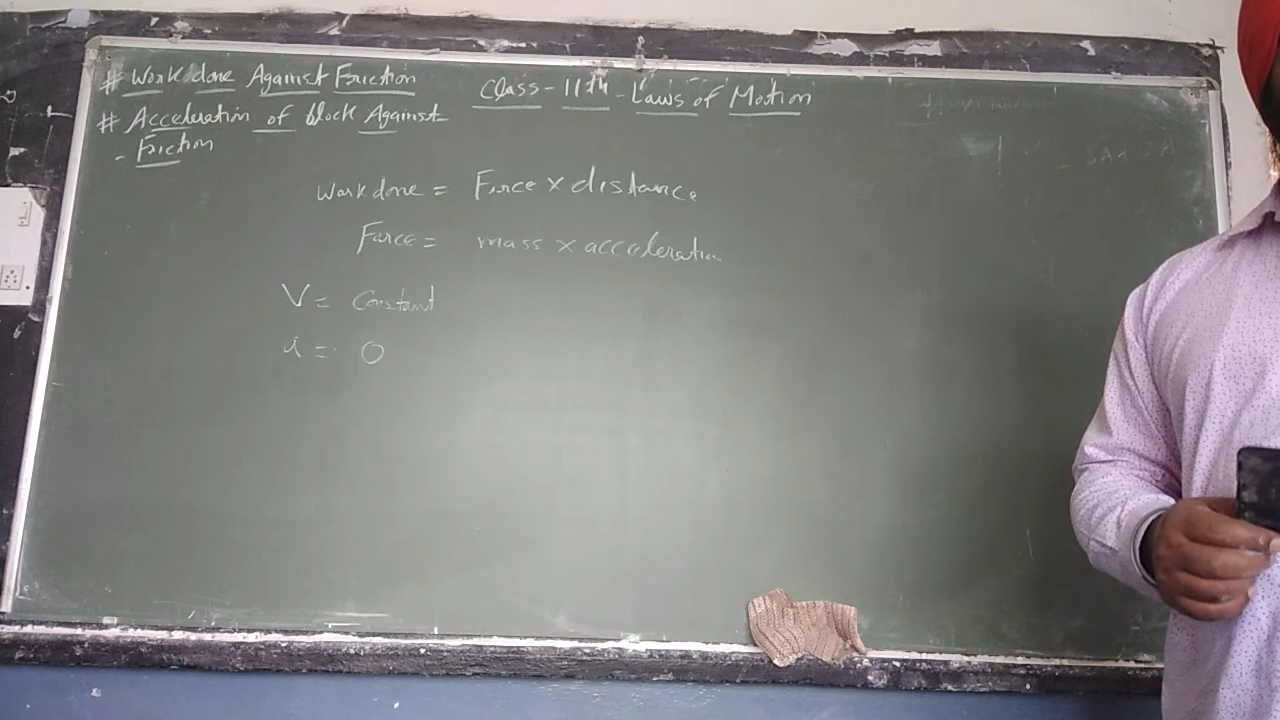 # Work done Against Friction
Class - 11th - Laws of Motion
# Acceleration of block Against
- Friction
Work done = Force × distance
Force = mass × acceleration
V = Constant
a = 0